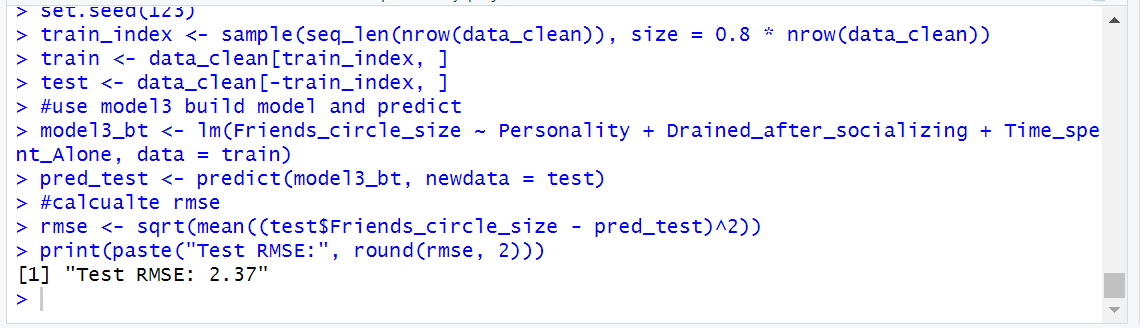 > set.seed(123)
> train_index <- sample(seq_len(nrow(data_clean)), size = 0.8 * nrow(data_clean))
> train <- data_clean[train_index, ]
> test <- data_clean[-train_index, ]
> #use model3 build model and predict
> model3_bt <- lm(Friends_circle_size ~ Personality + Drained_after_socializing + Time_spe
nt_Alone, data = train)
> pred_test <- predict(model3_bt, newdata = test)
> #calcualte rmse
> rmse <- sqrt(mean((test$Friends_circle_size - pred_test)^2))
> print(paste("Test RMSE:", round(rmse, 2)))
[1] "Test RMSE: 2.37"
>